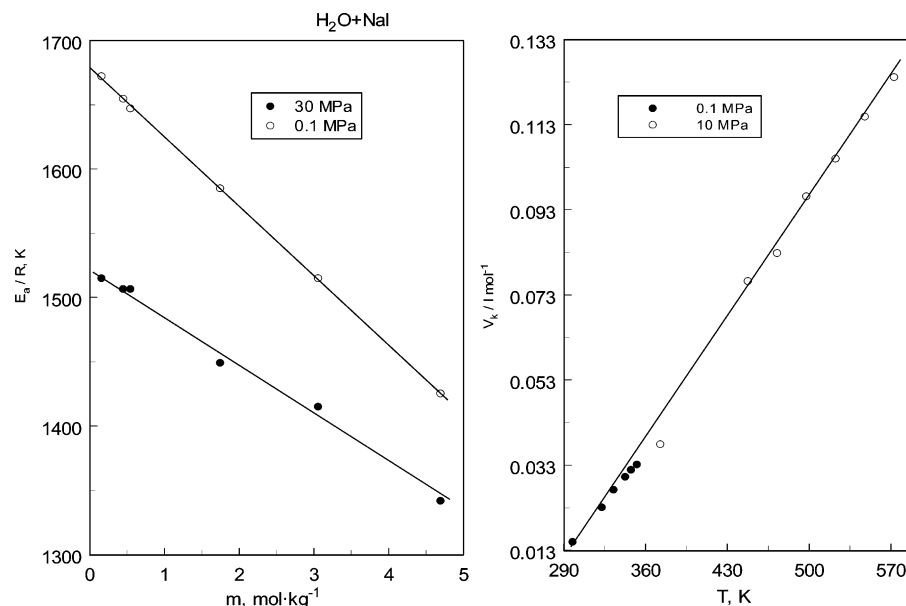 H₂O+NaI
1700
1600
1500
1400
1300
Eₐ / R, K
30 MPa
0.1 MPa
0 1 2 3 4 5
m, mol·kg⁻¹
0.133
0.113
0.093
0.073
0.053
0.033
0.013
Vₖ / l mol⁻¹
0.1 MPa
10 MPa
290 360 430 500 570
T, K